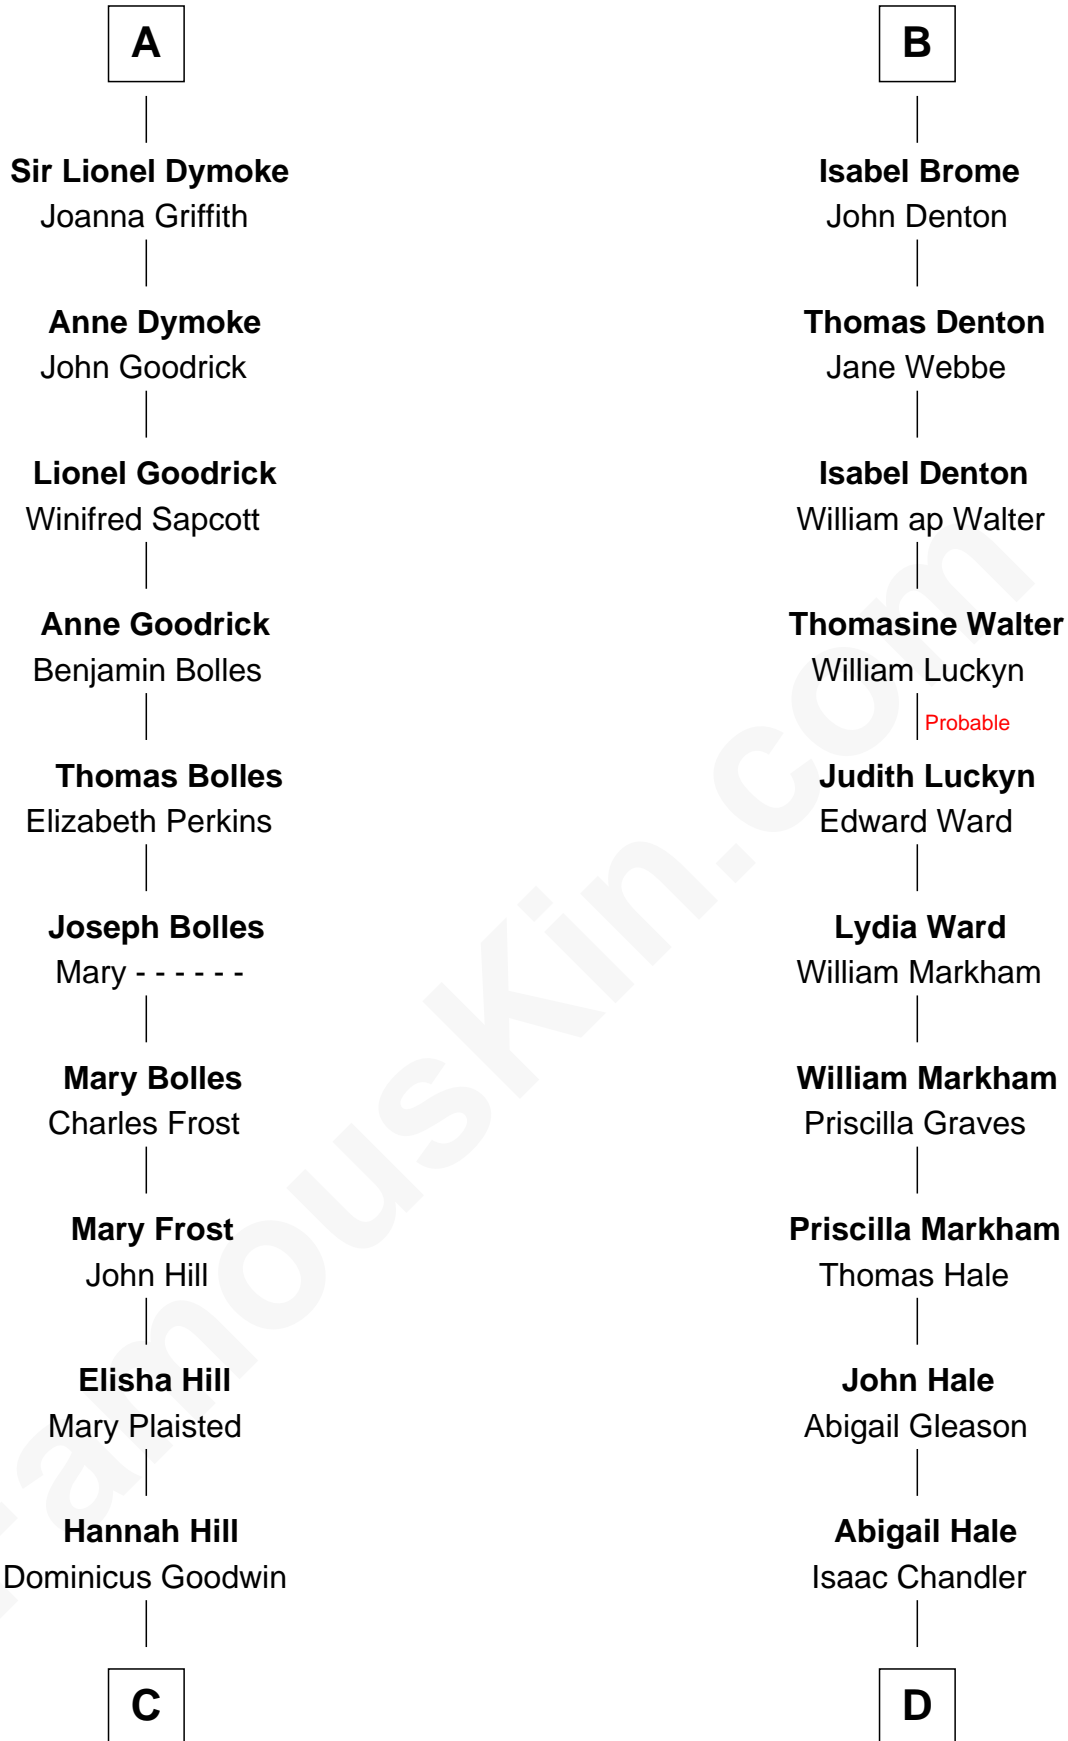 A
Sir Lionel Dymoke
Joanna Griffith
Anne Dymoke
John Goodrick
Lionel Goodrick
Winifred Sapcott
Anne Goodrick
Benjamin Bolles
Thomas Bolles
Elizabeth Perkins
Joseph Bolles
Mary - - - - - -
Mary Bolles
Charles Frost
Mary Frost
John Hill
Elisha Hill
Mary Plaisted
Hannah Hill
Dominicus Goodwin
C
B
Isabel Brome
John Denton
Thomas Denton
Jane Webbe
Isabel Denton
William ap Walter
Thomasine Walter
William Luckyn
Probable
Judith Luckyn
Edward Ward
Lydia Ward
William Markham
William Markham
Priscilla Graves
Priscilla Markham
Thomas Hale
John Hale
Abigail Gleason
Abigail Hale
Isaac Chandler
D
FamousKin.com